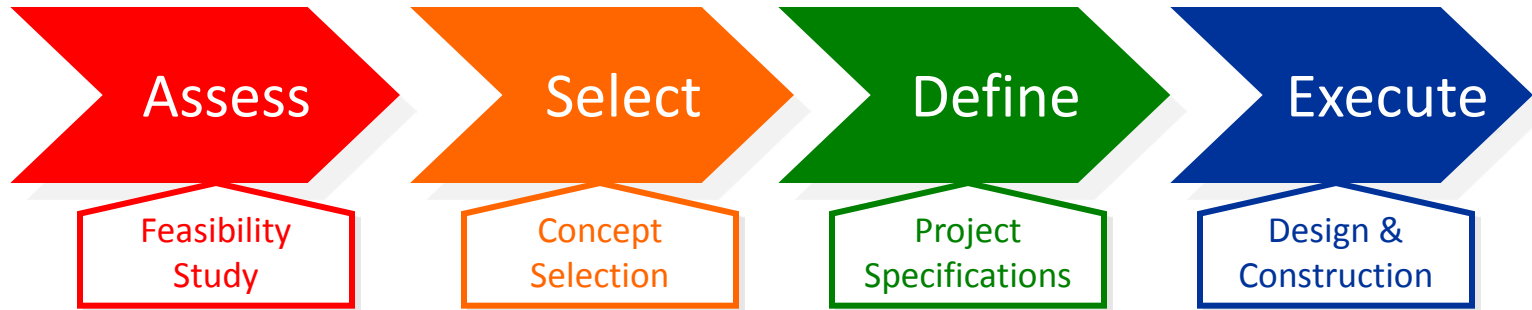 Assess
Select
Define
Execute
Feasibility
Study
Concept
Selection
Project
Specifications
Design &
Construction